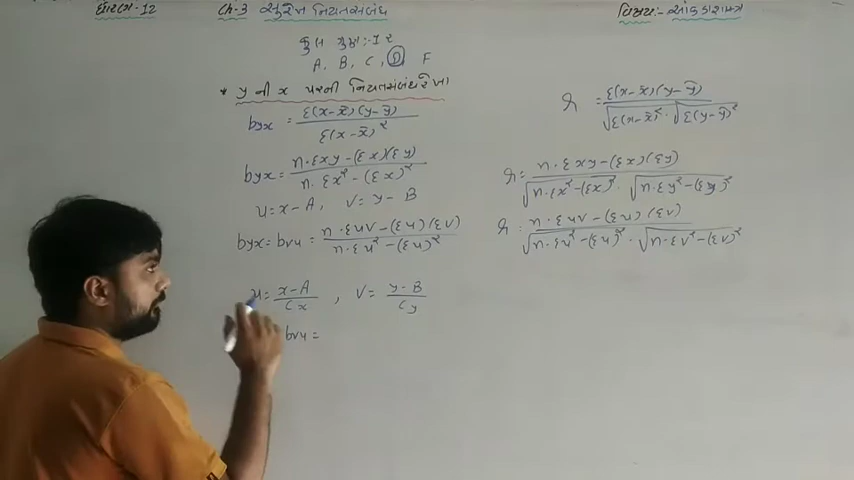 ધોરણ:-12 Ch-3 સુરેખ નિયતસંબંધ વિષય:- આંકડાશાસ્ત્ર
કુલ ગુણ:-12
A, B, C, D, F
* y ની x પરની નિયતસંબંધરેખા
byx = Σ(x-x̄)(y-ȳ) / Σ(x-x̄)²
byx = n·Σxy-(Σx)(Σy) / n·Σx²-(Σx)²
u = x-A, v = y-B
byx = bvu = n·Σuv-(Σu)(Σv) / n·Σu²-(Σu)²
u = x-A / Cx , v = y-B / Cy
bvu =
r = Σ(x-x̄)(y-ȳ) / √Σ(x-x̄)² · √Σ(y-ȳ)²
r = n·Σxy-(Σx)(Σy) / √n·Σx²-(Σx)² · √n·Σy²-(Σy)²
r = n·Σuv-(Σu)(Σv) / √n·Σu²-(Σu)² · √n·Σv²-(Σv)²